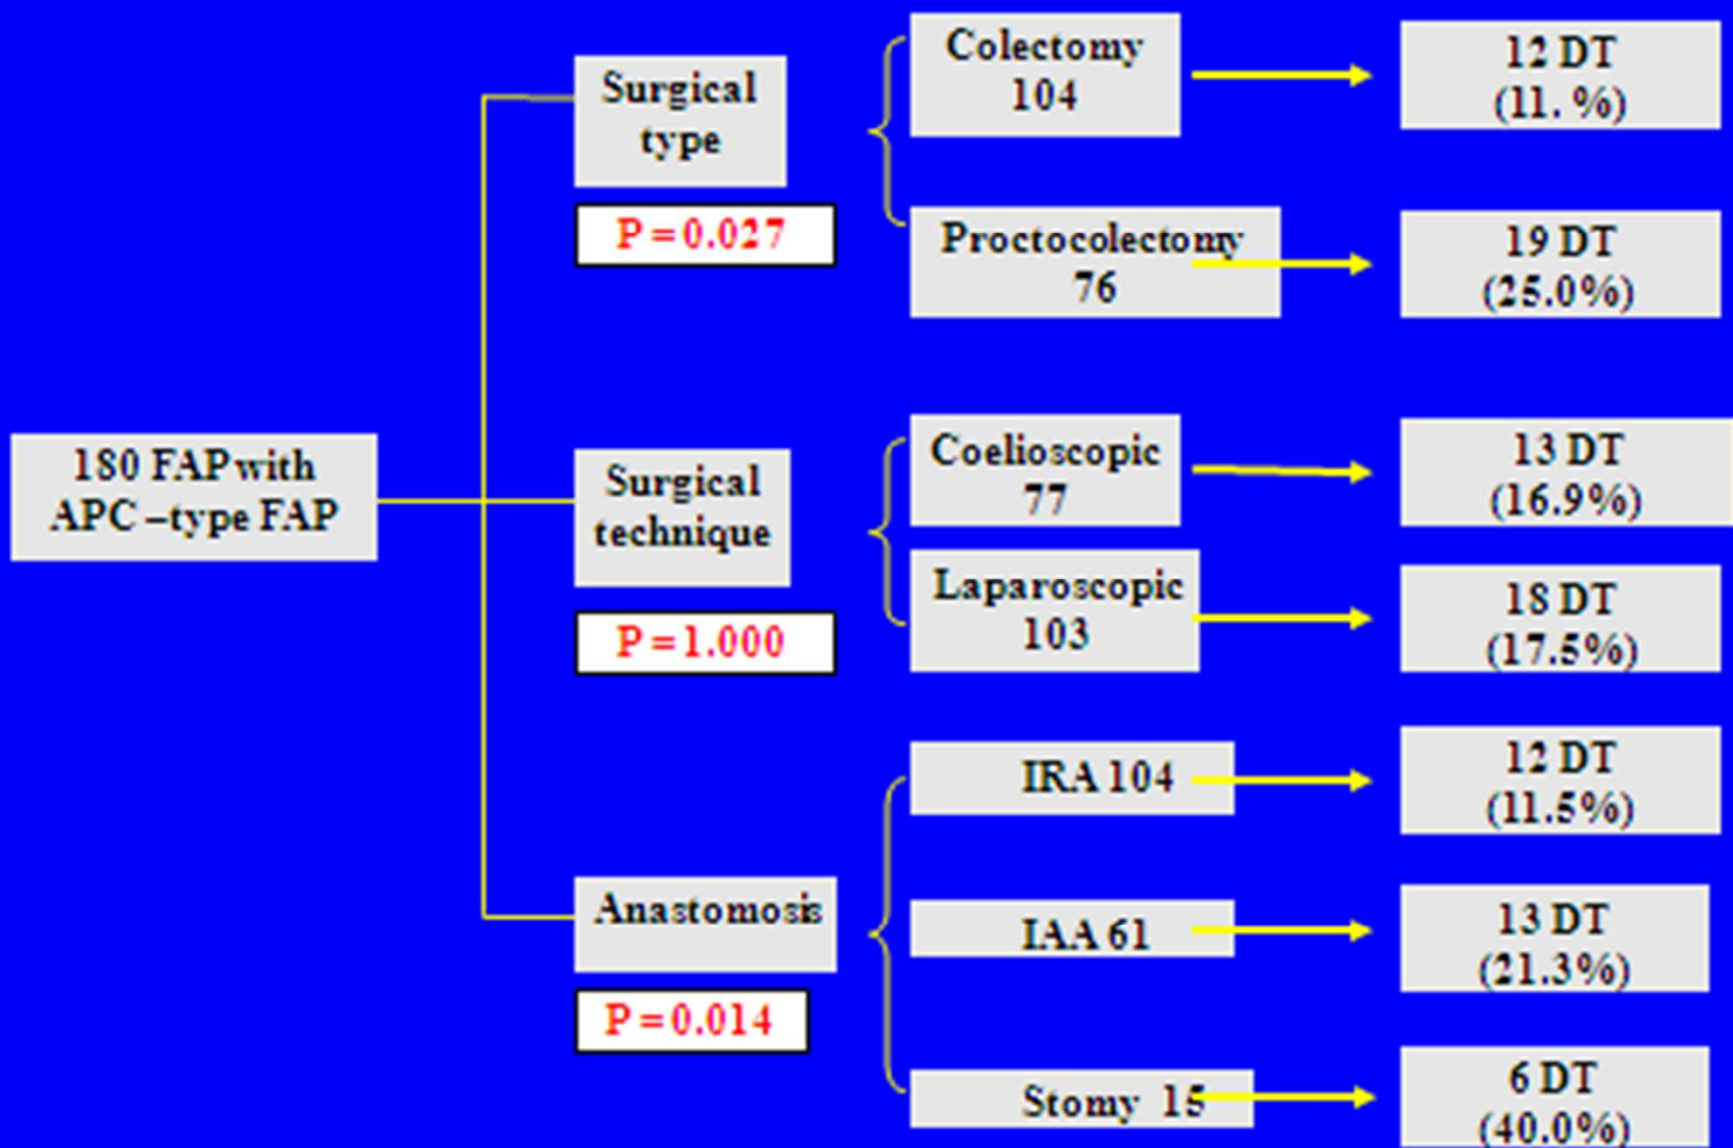 180 FAP with
APC –type FAP
Surgical
type
P = 0.027
Colectomy
104
12 DT
(11. %)
Proctocolectomy
76
19 DT
(25.0%)
Surgical
technique
P = 1.000
Coelioscopic
77
13 DT
(16.9%)
Laparoscopic
103
18 DT
(17.5%)
Anastomosis
P = 0.014
IRA 104
12 DT
(11.5%)
IAA 61
13 DT
(21.3%)
Stomy 15
6 DT
(40.0%)